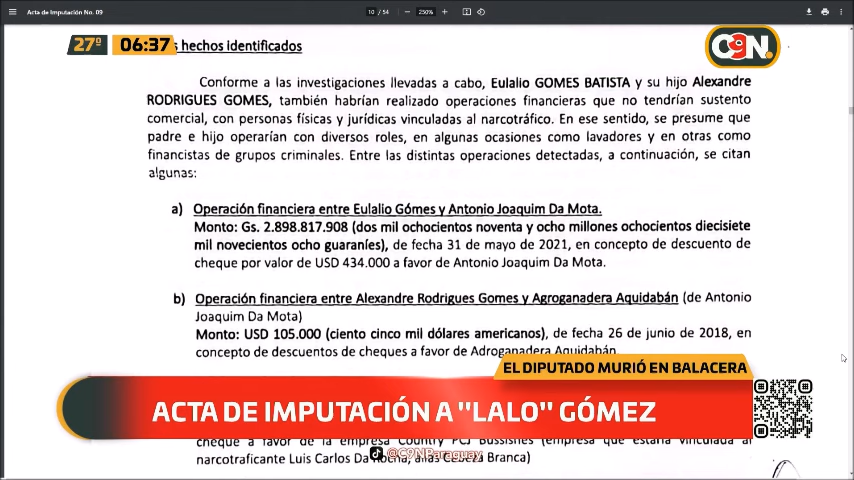 Acta de Imputación No. 09
10 / 54
250%
27º
06:37
s hechos identificados
C9N.
Conforme a las investigaciones llevadas a cabo, Eulalio GOMES BATISTA y su hijo Alexandre
RODRIGUES GOMES, también habrían realizado operaciones financieras que no tendrían sustento
comercial, con personas físicas y jurídicas vinculadas al narcotráfico. En ese sentido, se presume que
padre e hijo operarían con diversos roles, en algunas ocasiones como lavadores y en otras como
financistas de grupos criminales. Entre las distintas operaciones detectadas, a continuación, se citan
algunas:
a) Operación financiera entre Eulalio Gómes y Antonio Joaquim Da Mota.
Monto: Gs. 2.898.817.908 (dos mil ochocientos noventa y ocho millones ochocientos diecisiete
mil novecientos ocho guaraníes), de fecha 31 de mayo de 2021, en concepto de descuento de
cheque por valor de USD 434.000 a favor de Antonio Joaquim Da Mota.
b) Operación financiera entre Alexandre Rodrigues Gomes y Agroganadera Aquidabán (de Antonio
Joaquim Da Mota)
Monto: USD 105.000 (ciento cinco mil dólares americanos), de fecha 26 de junio de 2018, en
concepto de descuentos de cheques a favor de Adroganadera Aquidabán.
EL DIPUTADO MURIÓ EN BALACERA
ACTA DE IMPUTACIÓN A "LALO" GÓMEZ
cheque a favor de la empresa Country FCJ Bussisnes (empresa que estaría vinculada al
narcotraficante Luis Carlos Da Rocha, alias Cabeza Branca)
@C9NParaguay